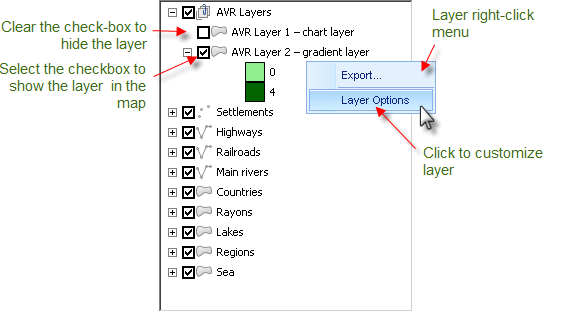 Clear the check-box to
hide the layer
Select the checkbox to
show the layer in the
map
AVR Layers
AVR Layer 1 – chart layer
AVR Layer 2 – gradient layer
0
4
Settlements
Highways
Railroads
Main rivers
Countries
Rayons
Lakes
Regions
Sea
Layer right-click
menu
Export...
Layer Options
Click to customize
layer